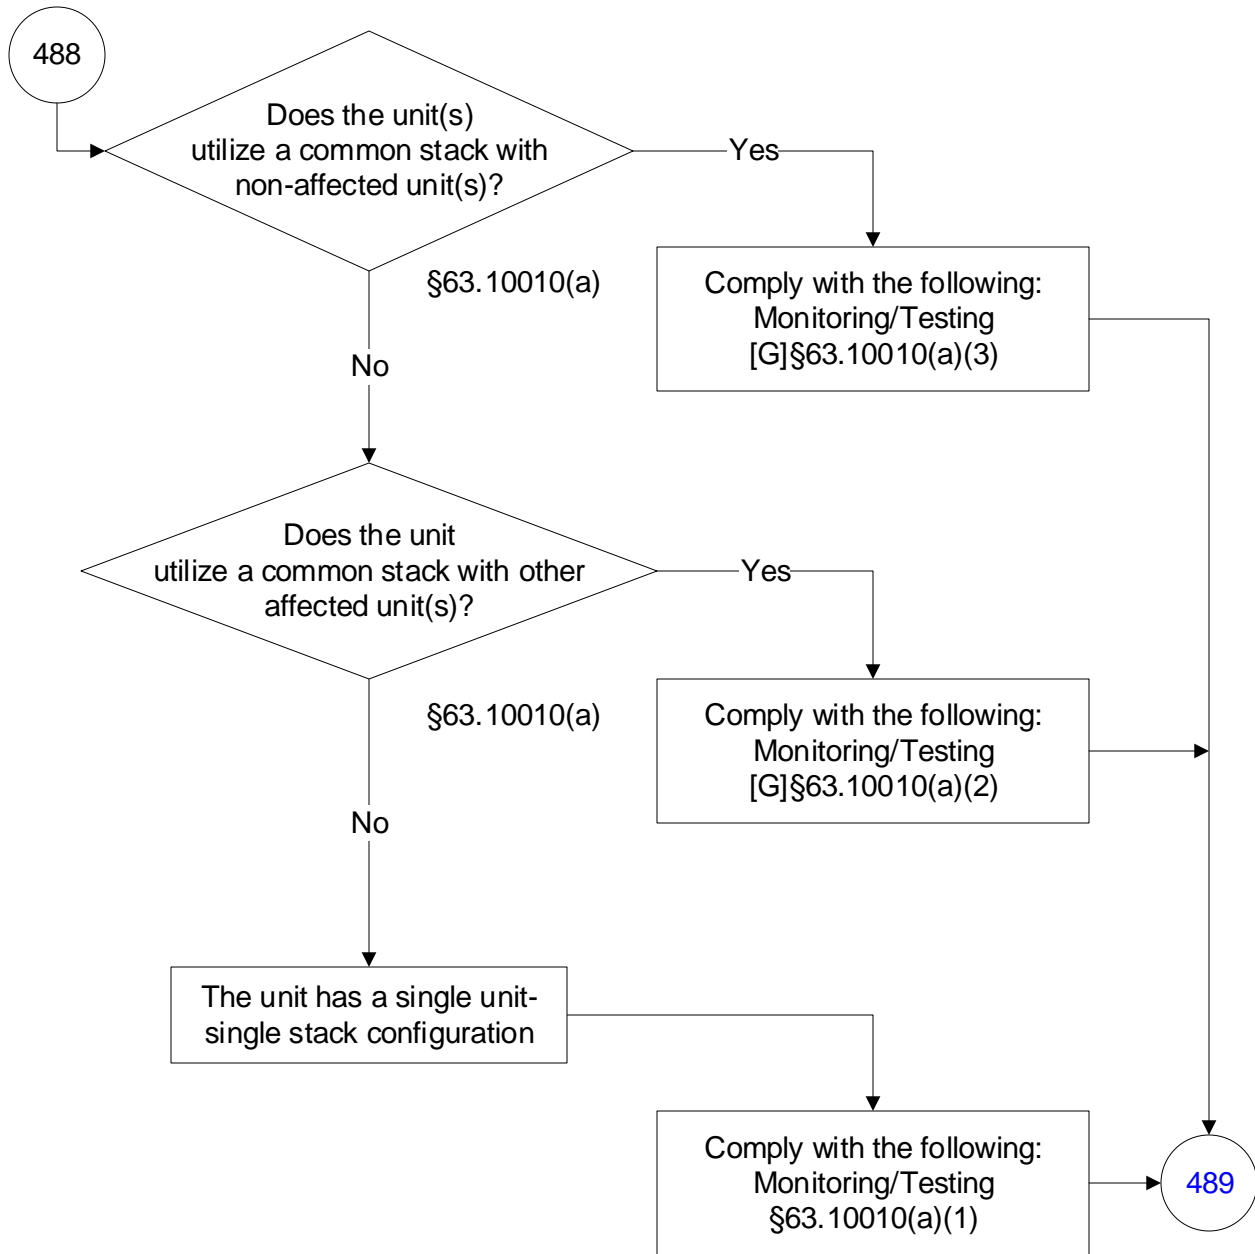 488
Does the unit(s)
utilize a common stack with
non-affected unit(s)?
Yes
§63.10010(a)
Comply with the following:
Monitoring/Testing
[G]§63.10010(a)(3)
No
Does the unit
utilize a common stack with other
affected unit(s)?
Yes
§63.10010(a)
Comply with the following:
Monitoring/Testing
[G]§63.10010(a)(2)
No
The unit has a single unit-
single stack configuration
Comply with the following:
Monitoring/Testing
§63.10010(a)(1)
489